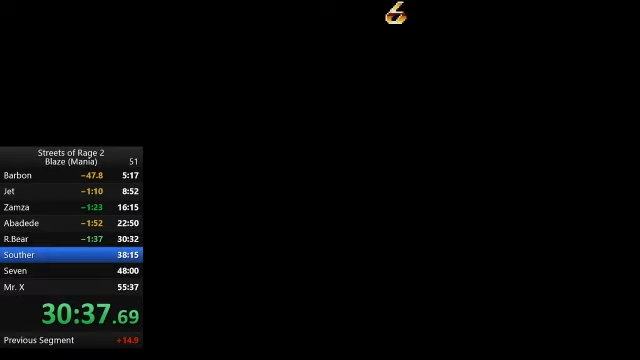 6
Streets of Rage 2
Blaze (Mania) 51
Barbon −47.8 5:17
Jet −1:10 8:52
Zamza −1:23 16:15
Abadede −1:52 22:50
R.Bear −1:37 30:32
Souther 38:15
Seven 48:00
Mr. X 55:37
30:37.69
Previous Segment +14.9